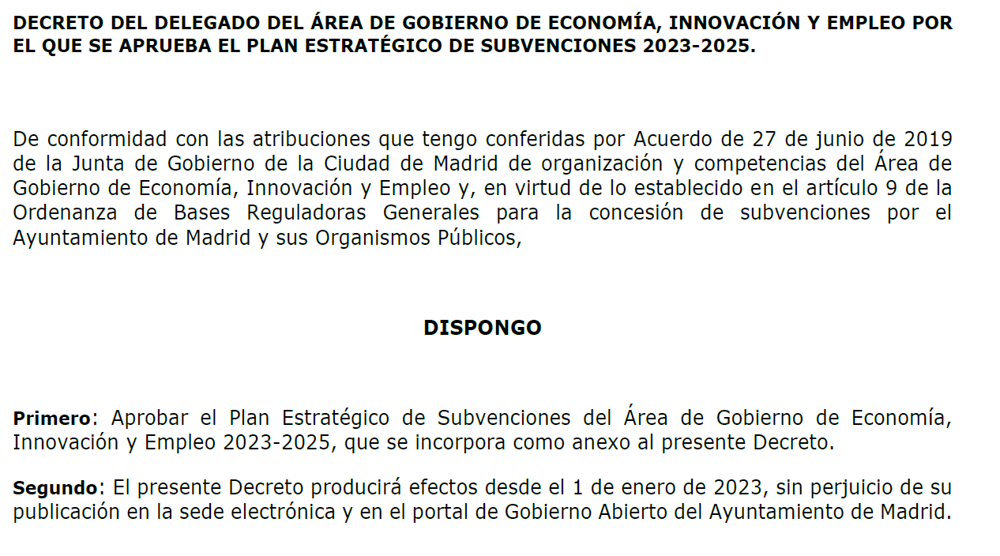 DECRETO DEL DELEGADO DEL ÁREA DE GOBIERNO DE ECONOMÍA, INNOVACIÓN Y EMPLEO POR
EL QUE SE APRUEBA EL PLAN ESTRATÉGICO DE SUBVENCIONES 2023-2025.
De conformidad con las atribuciones que tengo conferidas por Acuerdo de 27 de junio de 2019
de la Junta de Gobierno de la Ciudad de Madrid de organización y competencias del Área de
Gobierno de Economía, Innovación y Empleo y, en virtud de lo establecido en el artículo 9 de la
Ordenanza de Bases Reguladoras Generales para la concesión de subvenciones por el
Ayuntamiento de Madrid y sus Organismos Públicos,
DISPONGO
Primero: Aprobar el Plan Estratégico de Subvenciones del Área de Gobierno de Economía,
Innovación y Empleo 2023-2025, que se incorpora como anexo al presente Decreto.
Segundo: El presente Decreto producirá efectos desde el 1 de enero de 2023, sin perjuicio de su
publicación en la sede electrónica y en el portal de Gobierno Abierto del Ayuntamiento de Madrid.